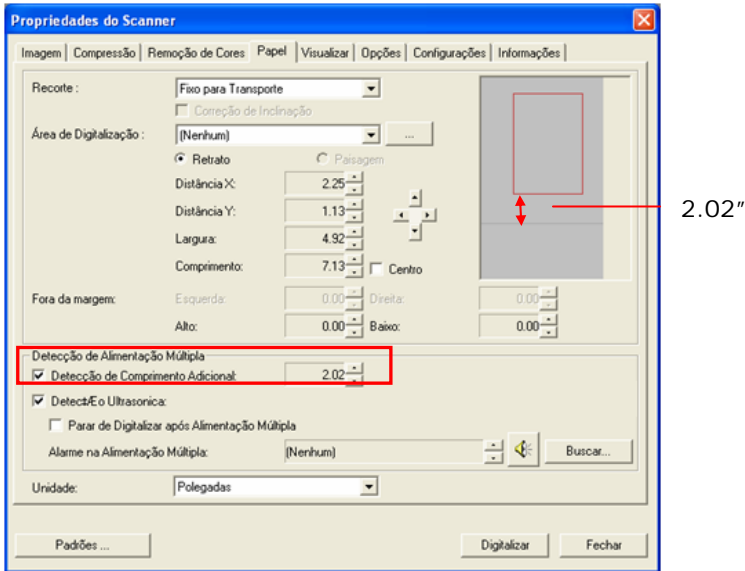 Propriedades do Scanner
Imagem Compressão Remoção de Cores Papel Visualizar Opções Configurações Informações
Recorte : Fixo para Transporte
Correção de Inclinação
Área de Digitalização : (Nenhum) ...
Retrato Paisagem
Distância X: 2.25
2.02"
Distância Y: 1.13
Largura: 4.92
Comprimento: 7.13 Centro
Fora da margem: Esquerda: 0.00 Direita: 0.00
Alto: 0.00 Baixo: 0.00
Detecção de Alimentação Múltipla
Detecção de Comprimento Adicional: 2.02
Detec‡Æo Ultrasonica:
Parar de Digitalizar após Alimentação Múltipla
Alarme na Alimentação Múltipla: (Nenhum) Buscar...
Unidade: Polegadas
Padrões ... Digitalizar Fechar